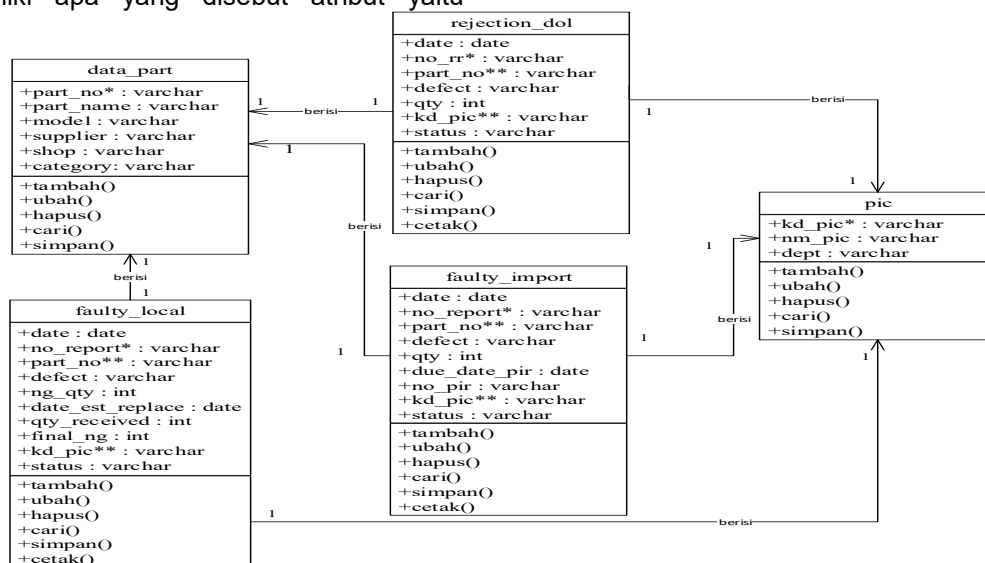 miliki apa yang disebut atribut yaitu
rejection_dol
+date : date
+no_rr* : varchar
+part_no** : varchar
+defect : varchar
+qty : int
+kd_pic** : varchar
+status : varchar
+tambah()
+ubah()
+hapus()
+cari()
+simpan()
+cetak()
data_part
+part_no* : varchar
+part_name : varchar
+model : varchar
+supplier : varchar
+shop : varchar
+category: varchar
+tambah()
+ubah()
+hapus()
+cari()
+simpan()
1
berisi
1
1
berisi
1
1
berisi
1
pic
+kd_pic* : varchar
+nm_pic : varchar
+dept : varchar
+tambah()
+ubah()
+hapus()
+cari()
+simpan()
1
berisi
1
faulty_local
+date : date
+no_report* : varchar
+part_no** : varchar
+defect : varchar
+ng_qty : int
+date_est_replace : date
+qty_received : int
+final_ng : int
+kd_pic** : varchar
+status : varchar
+tambah()
+ubah()
+hapus()
+cari()
+simpan()
+cetak()
faulty_import
+date : date
+no_report* : varchar
+part_no** : varchar
+defect : varchar
+qty : int
+due_date_pir : date
+no_pir : varchar
+kd_pic** : varchar
+status : varchar
+tambah()
+ubah()
+hapus()
+cari()
+simpan()
+cetak()
1
berisi
1
1
berisi
1